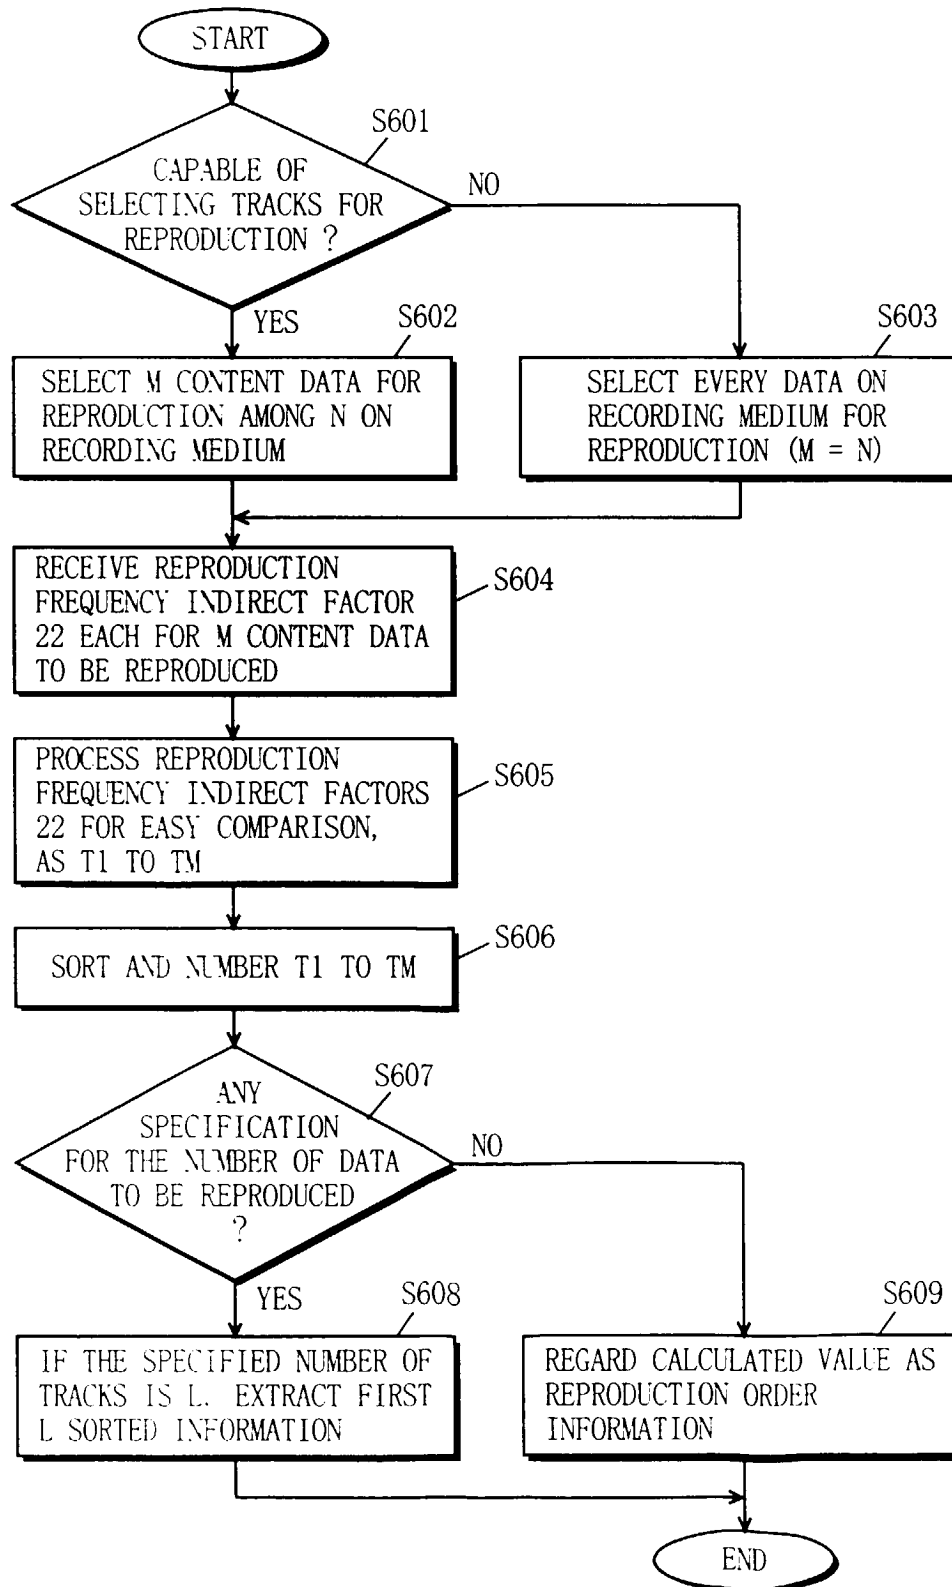 START
S601
CAPABLE OF
SELECTING TRACKS FOR
REPRODUCTION ?
NO
YES
S602
SELECT M CONTENT DATA FOR
REPRODUCTION AMONG N ON
RECORDING MEDIUM
S603
SELECT EVERY DATA ON
RECORDING MEDIUM FOR
REPRODUCTION (M = N)
RECEIVE REPRODUCTION
FREQUENCY INDIRECT FACTOR
22 EACH FOR M CONTENT DATA
TO BE REPRODUCED
S604
PROCESS REPRODUCTION
FREQUENCY INDIRECT FACTORS
22 FOR EASY COMPARISON,
AS T1 TO TM
S605
SORT AND NUMBER T1 TO TM
S606
S607
ANY
SPECIFICATION
FOR THE NUMBER OF DATA
TO BE REPRODUCED
?
NO
YES
S608
IF THE SPECIFIED NUMBER OF
TRACKS IS L. EXTRACT FIRST
L SORTED INFORMATION
S609
REGARD CALCULATED VALUE AS
REPRODUCTION ORDER
INFORMATION
END